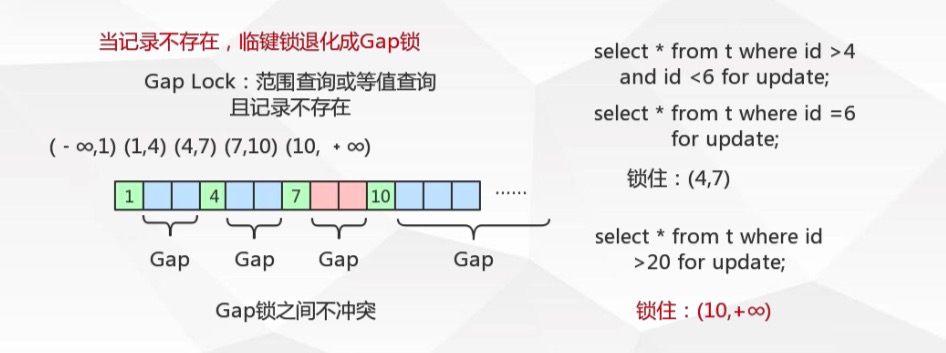 当记录不存在，临键锁退化成Gap锁
Gap Lock：范围查询或等值查询
且记录不存在
( - ∞,1) (1,4) (4,7) (7,10) (10, + ∞)
1 4 7 10 ······
Gap Gap Gap Gap
Gap锁之间不冲突
select * from t where id >4
and id <6 for update;
select * from t where id =6
for update;
锁住：(4,7)
select * from t where id
>20 for update;
锁住：(10,+∞)